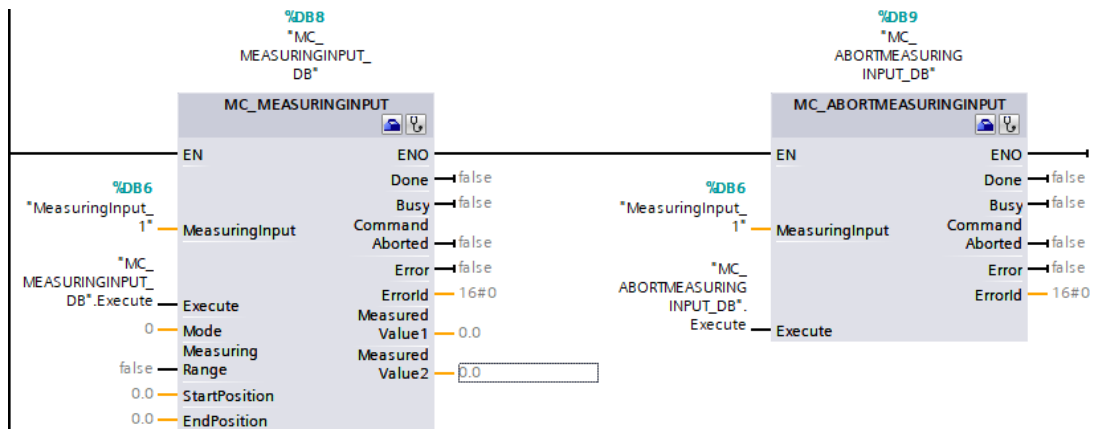 %DB8
"MC_
MEASURINGINPUT_
DB"
MC_MEASURINGINPUT
EN
ENO
Done
false
%DB6
"MeasuringInput_
1"
MeasuringInput
Busy
false
Command
Aborted
false
Error
false
"MC_
MEASURINGINPUT_
DB".Execute
Execute
ErrorId
16#0
0
Mode
Measured
Value1
0.0
false
Measuring
Range
Measured
Value2
0.0
0.0
StartPosition
0.0
EndPosition
%DB9
"MC_
ABORTMEASURING
INPUT_DB"
MC_ABORTMEASURINGINPUT
EN
ENO
Done
false
%DB6
"MeasuringInput_
1"
MeasuringInput
Busy
false
Command
Aborted
false
Error
false
"MC_
ABORTMEASURING
INPUT_DB".
Execute
Execute
ErrorId
16#0